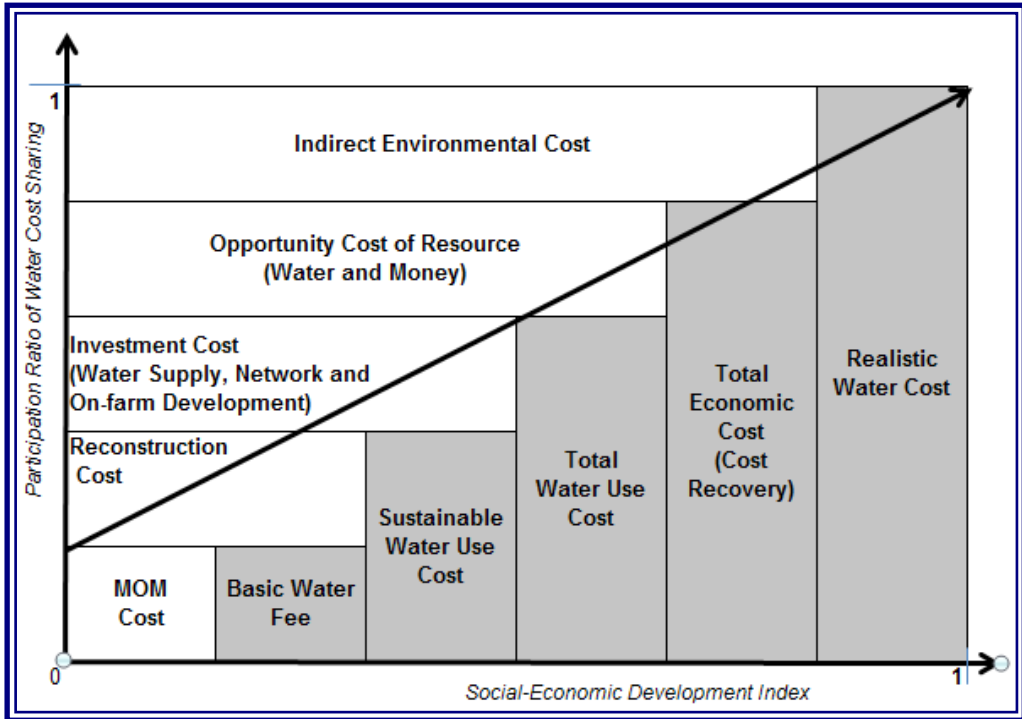 1
Participation Ratio of Water Cost Sharing
Indirect Environmental Cost
Opportunity Cost of Resource
(Water and Money)
Investment Cost
(Water Supply, Network and
On-farm Development)
Reconstruction
Cost
MOM
Cost
Basic Water
Fee
Sustainable
Water Use
Cost
Total
Water Use
Cost
Total
Economic
Cost
(Cost
Recovery)
Realistic
Water Cost
0
1
Social-Economic Development Index